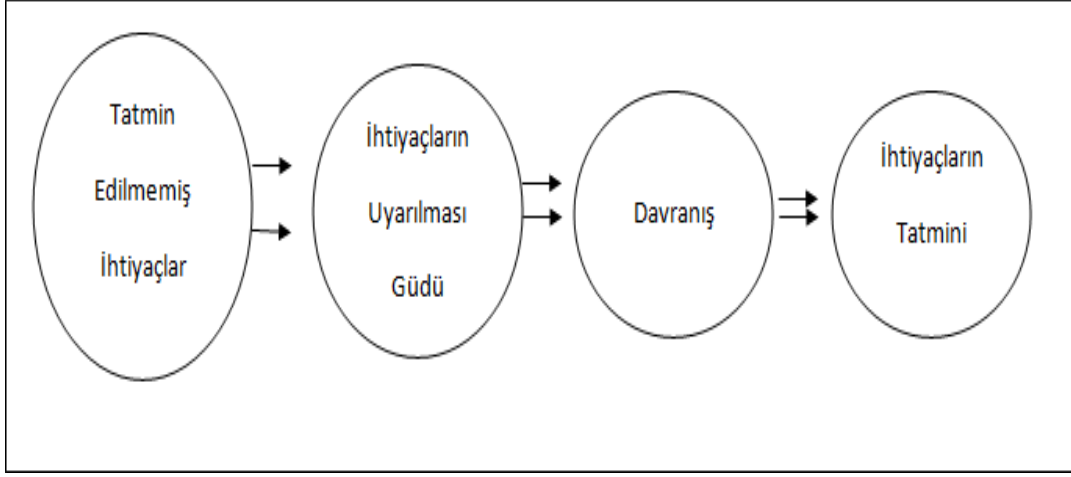 Tatmin
Edilmemiş
İhtiyaçlar
İhtiyaçların
Uyarılması
Güdü
Davranış
İhtiyaçların
Tatmini